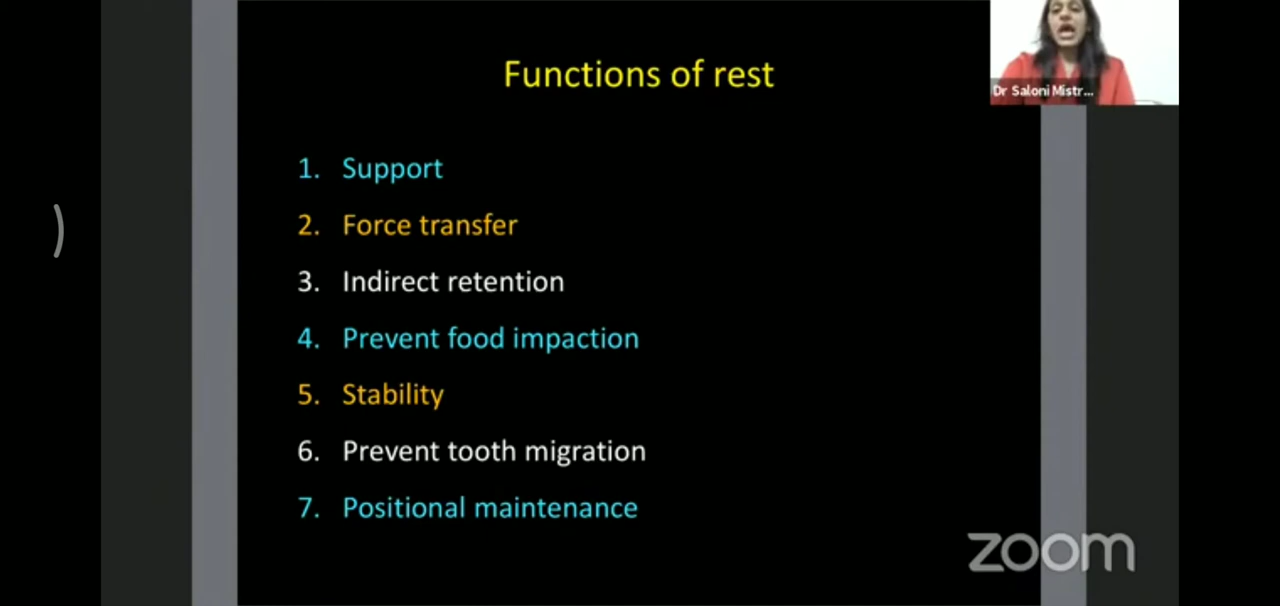 Functions of rest
Dr Saloni Mistr...
1. Support
2. Force transfer
3. Indirect retention
4. Prevent food impaction
5. Stability
6. Prevent tooth migration
7. Positional maintenance
zoom